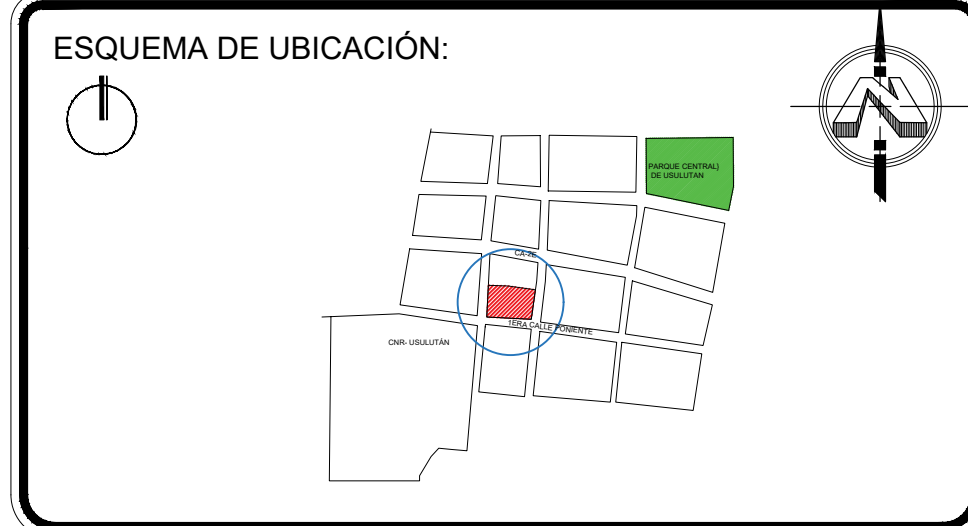 ESQUEMA DE UBICACIÓN:
N
PARQUE CENTRAL)
DE USULUTAN
CA-2E
1ERA CALLE PONIENTE
CNR- USULUTÁN